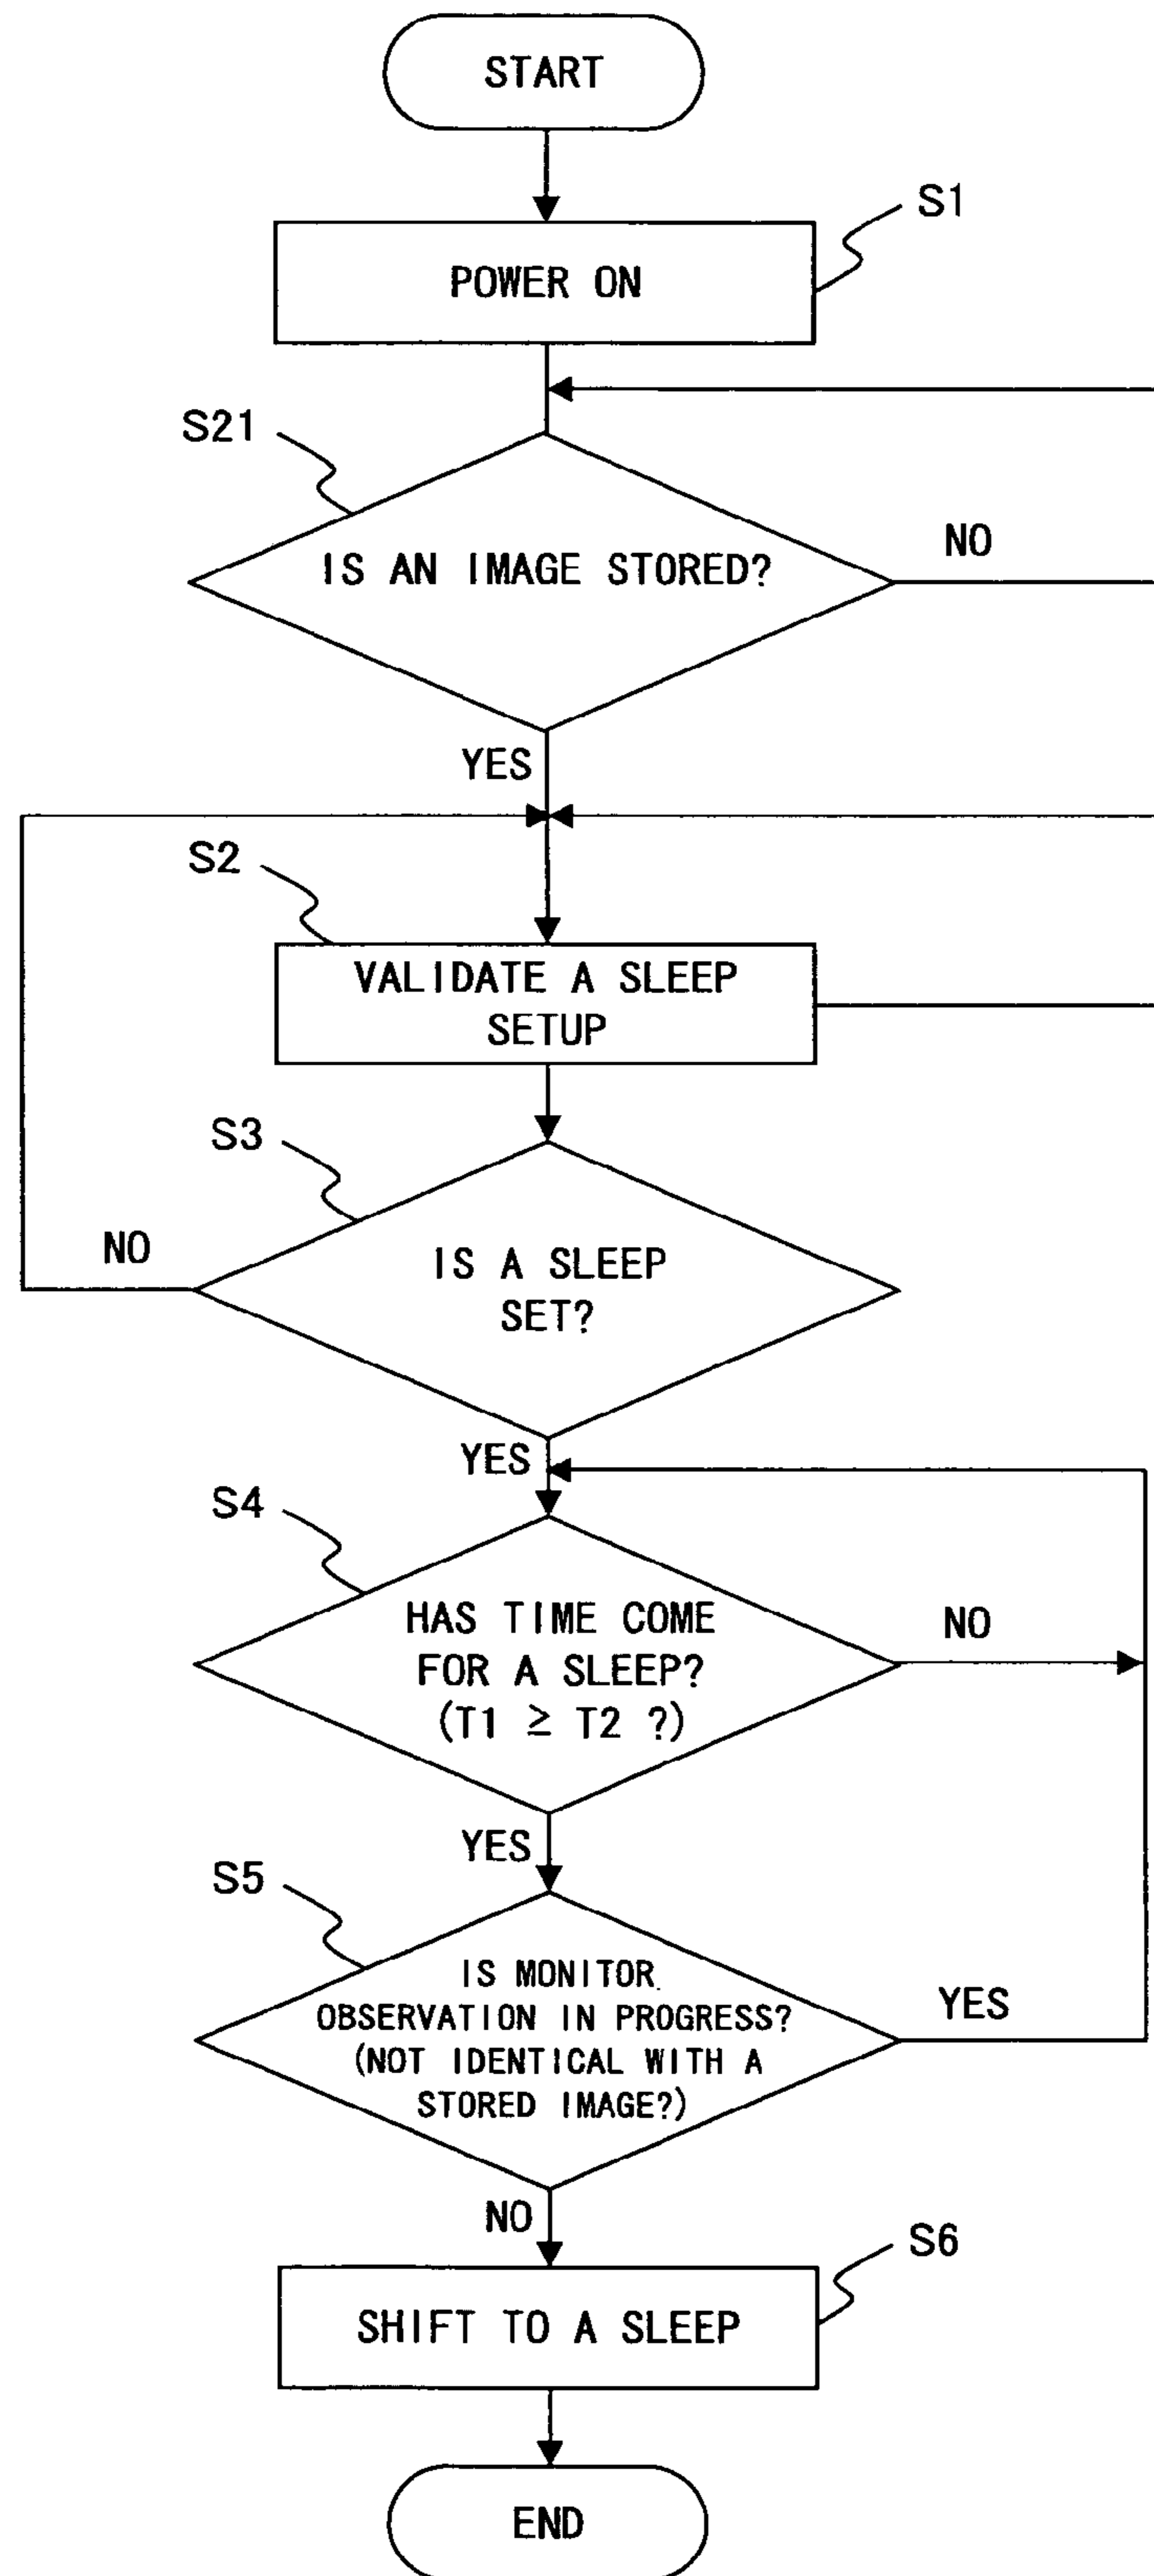 START
S1
POWER ON
S21
IS AN IMAGE STORED?
NO
YES
S2
VALIDATE A SLEEP
SETUP
S3
NO
IS A SLEEP
SET?
YES
S4
HAS TIME COME
FOR A SLEEP?
(T1 ≥ T2 ?)
NO
YES
S5
IS MONITOR
OBSERVATION IN PROGRESS?
(NOT IDENTICAL WITH A
STORED IMAGE?)
YES
NO
S6
SHIFT TO A SLEEP
END